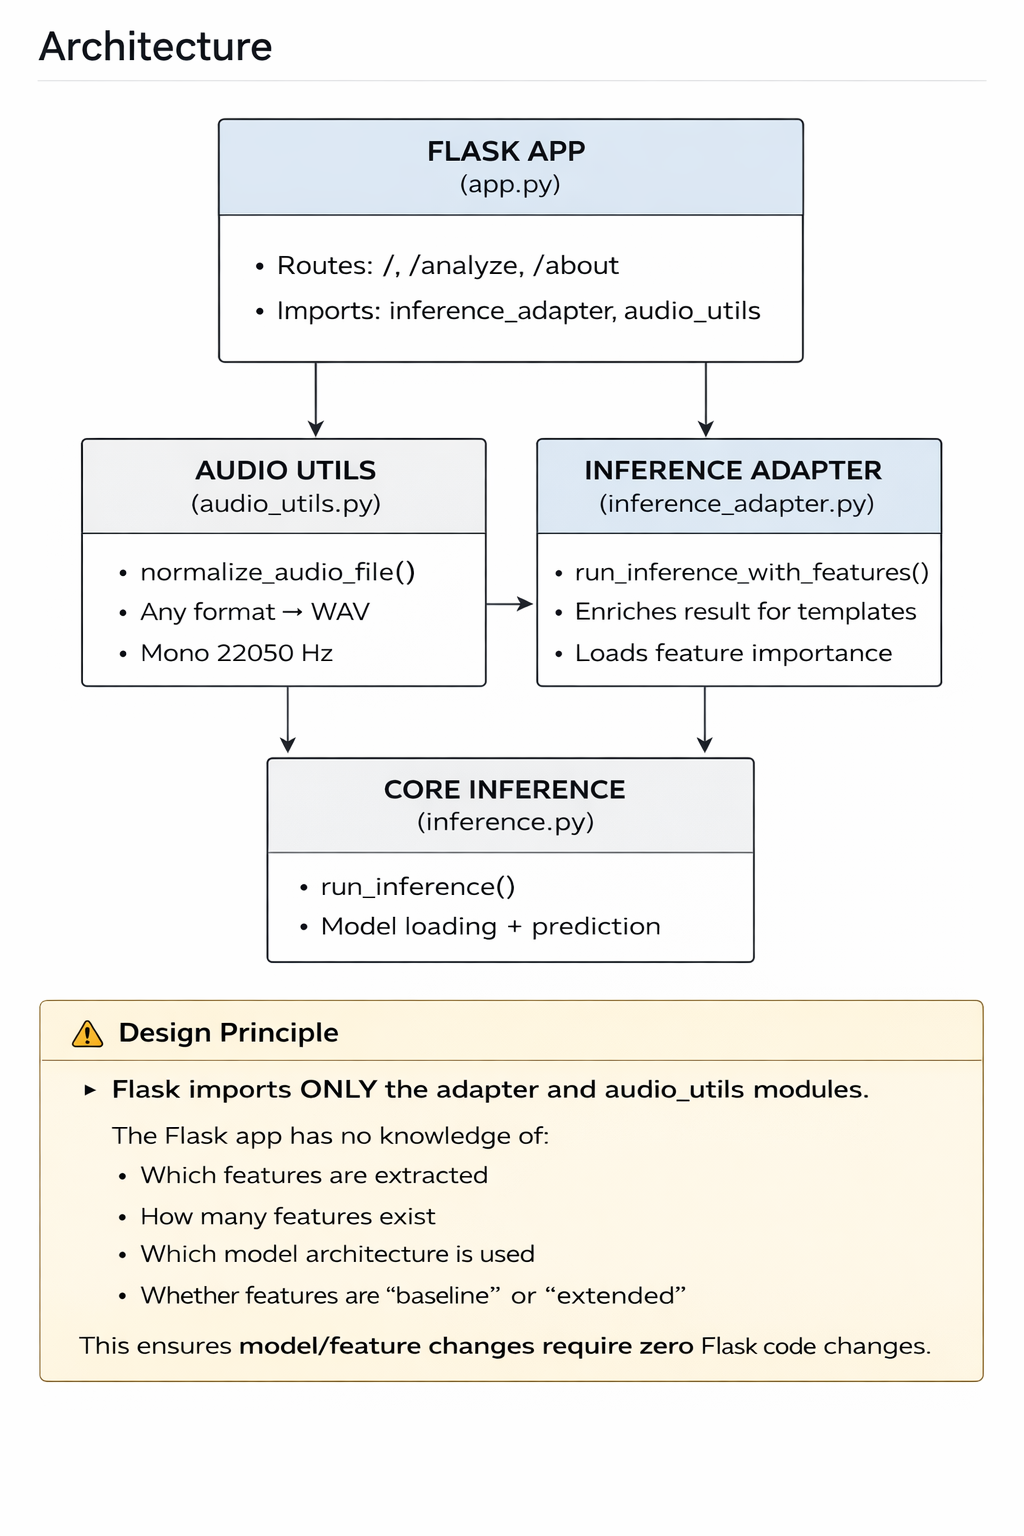 Architecture
FLASK APP
(app.py)
• Routes: /, /analyze, /about
• Imports: inference_adapter, audio_utils
AUDIO UTILS
(audio_utils.py)
• normalize_audio_file()
• Any format → WAV
• Mono 22050 Hz
INFERENCE ADAPTER
(inference_adapter.py)
• run_inference_with_features()
• Enriches result for templates
• Loads feature importance
CORE INFERENCE
(inference.py)
• run_inference()
• Model loading + prediction
Design Principle
► Flask imports ONLY the adapter and audio_utils modules.
The Flask app has no knowledge of:
• Which features are extracted
• How many features exist
• Which model architecture is used
• Whether features are “baseline” or “extended”
This ensures model/feature changes require zero Flask code changes.